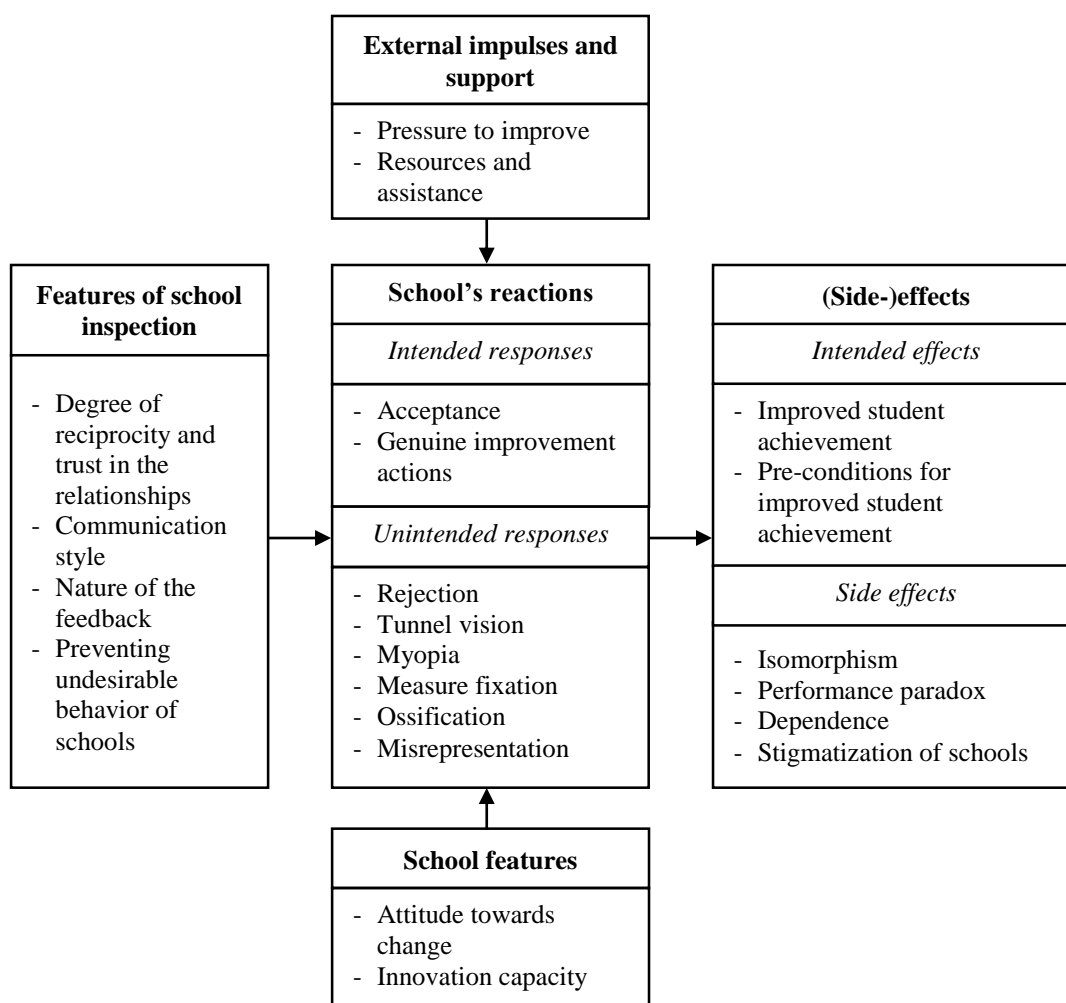 External impulses and
support
- Pressure to improve
- Resources and
assistance
Features of school
inspection
- Degree of
reciprocity and
trust in the
relationships
- Communication
style
- Nature of the
feedback
- Preventing
undesirable
behavior of
schools
School's reactions
Intended responses
- Acceptance
- Genuine improvement
actions
Unintended responses
- Rejection
- Tunnel vision
- Myopia
- Measure fixation
- Ossification
- Misrepresentation
(Side-)effects
Intended effects
- Improved student
achievement
- Pre-conditions for
improved student
achievement
Side effects
- Isomorphism
- Performance paradox
- Dependence
- Stigmatization of schools
School features
- Attitude towards
change
- Innovation capacity